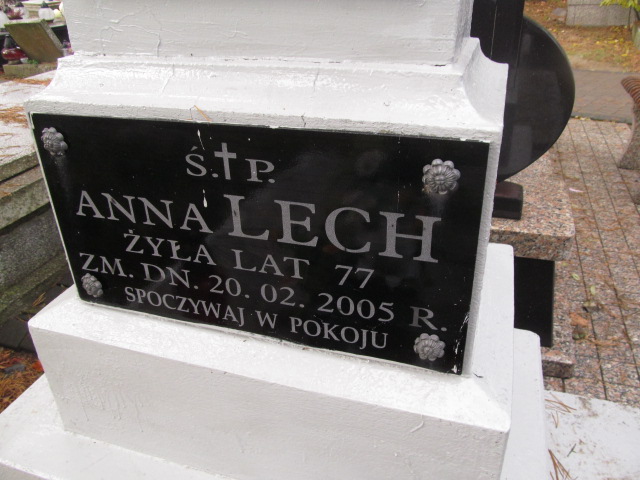 Ś.†P.
ANNA LECH
ŻYŁA LAT 77
ZM. DN. 20. 02. 2005 R.
SPOCZYWAJ W POKOJU